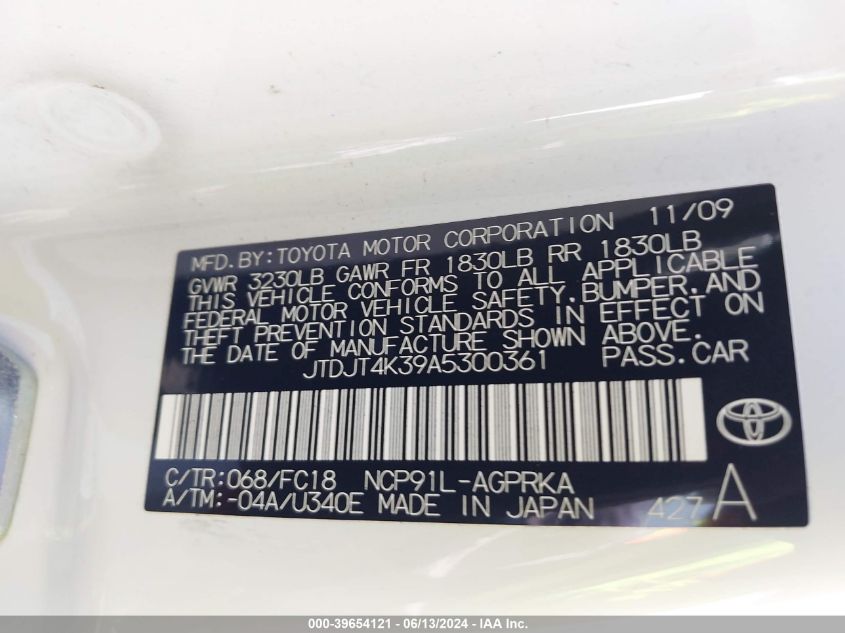 MFD.BY:TOYOTA MOTOR CORPORATION 11/09
GVWR 3230LB GAWR FR 1830LB RR 1830LB
THIS VEHICLE CONFORMS TO ALL APPLICABLE
FEDERAL MOTOR VEHICLE SAFETY,BUMPER,AND
THEFT PREVENTION STANDARDS IN EFFECT ON
THE DATE OF MANUFACTURE SHOWN ABOVE.
JTDJT4K39A5300361 PASS.CAR
C/TR:068/FC18 NCP91L-AGPRKA
A/TM:-04A/U340E MADE IN JAPAN 427 A
000-39654121 - 06/13/2024 - IAA Inc.